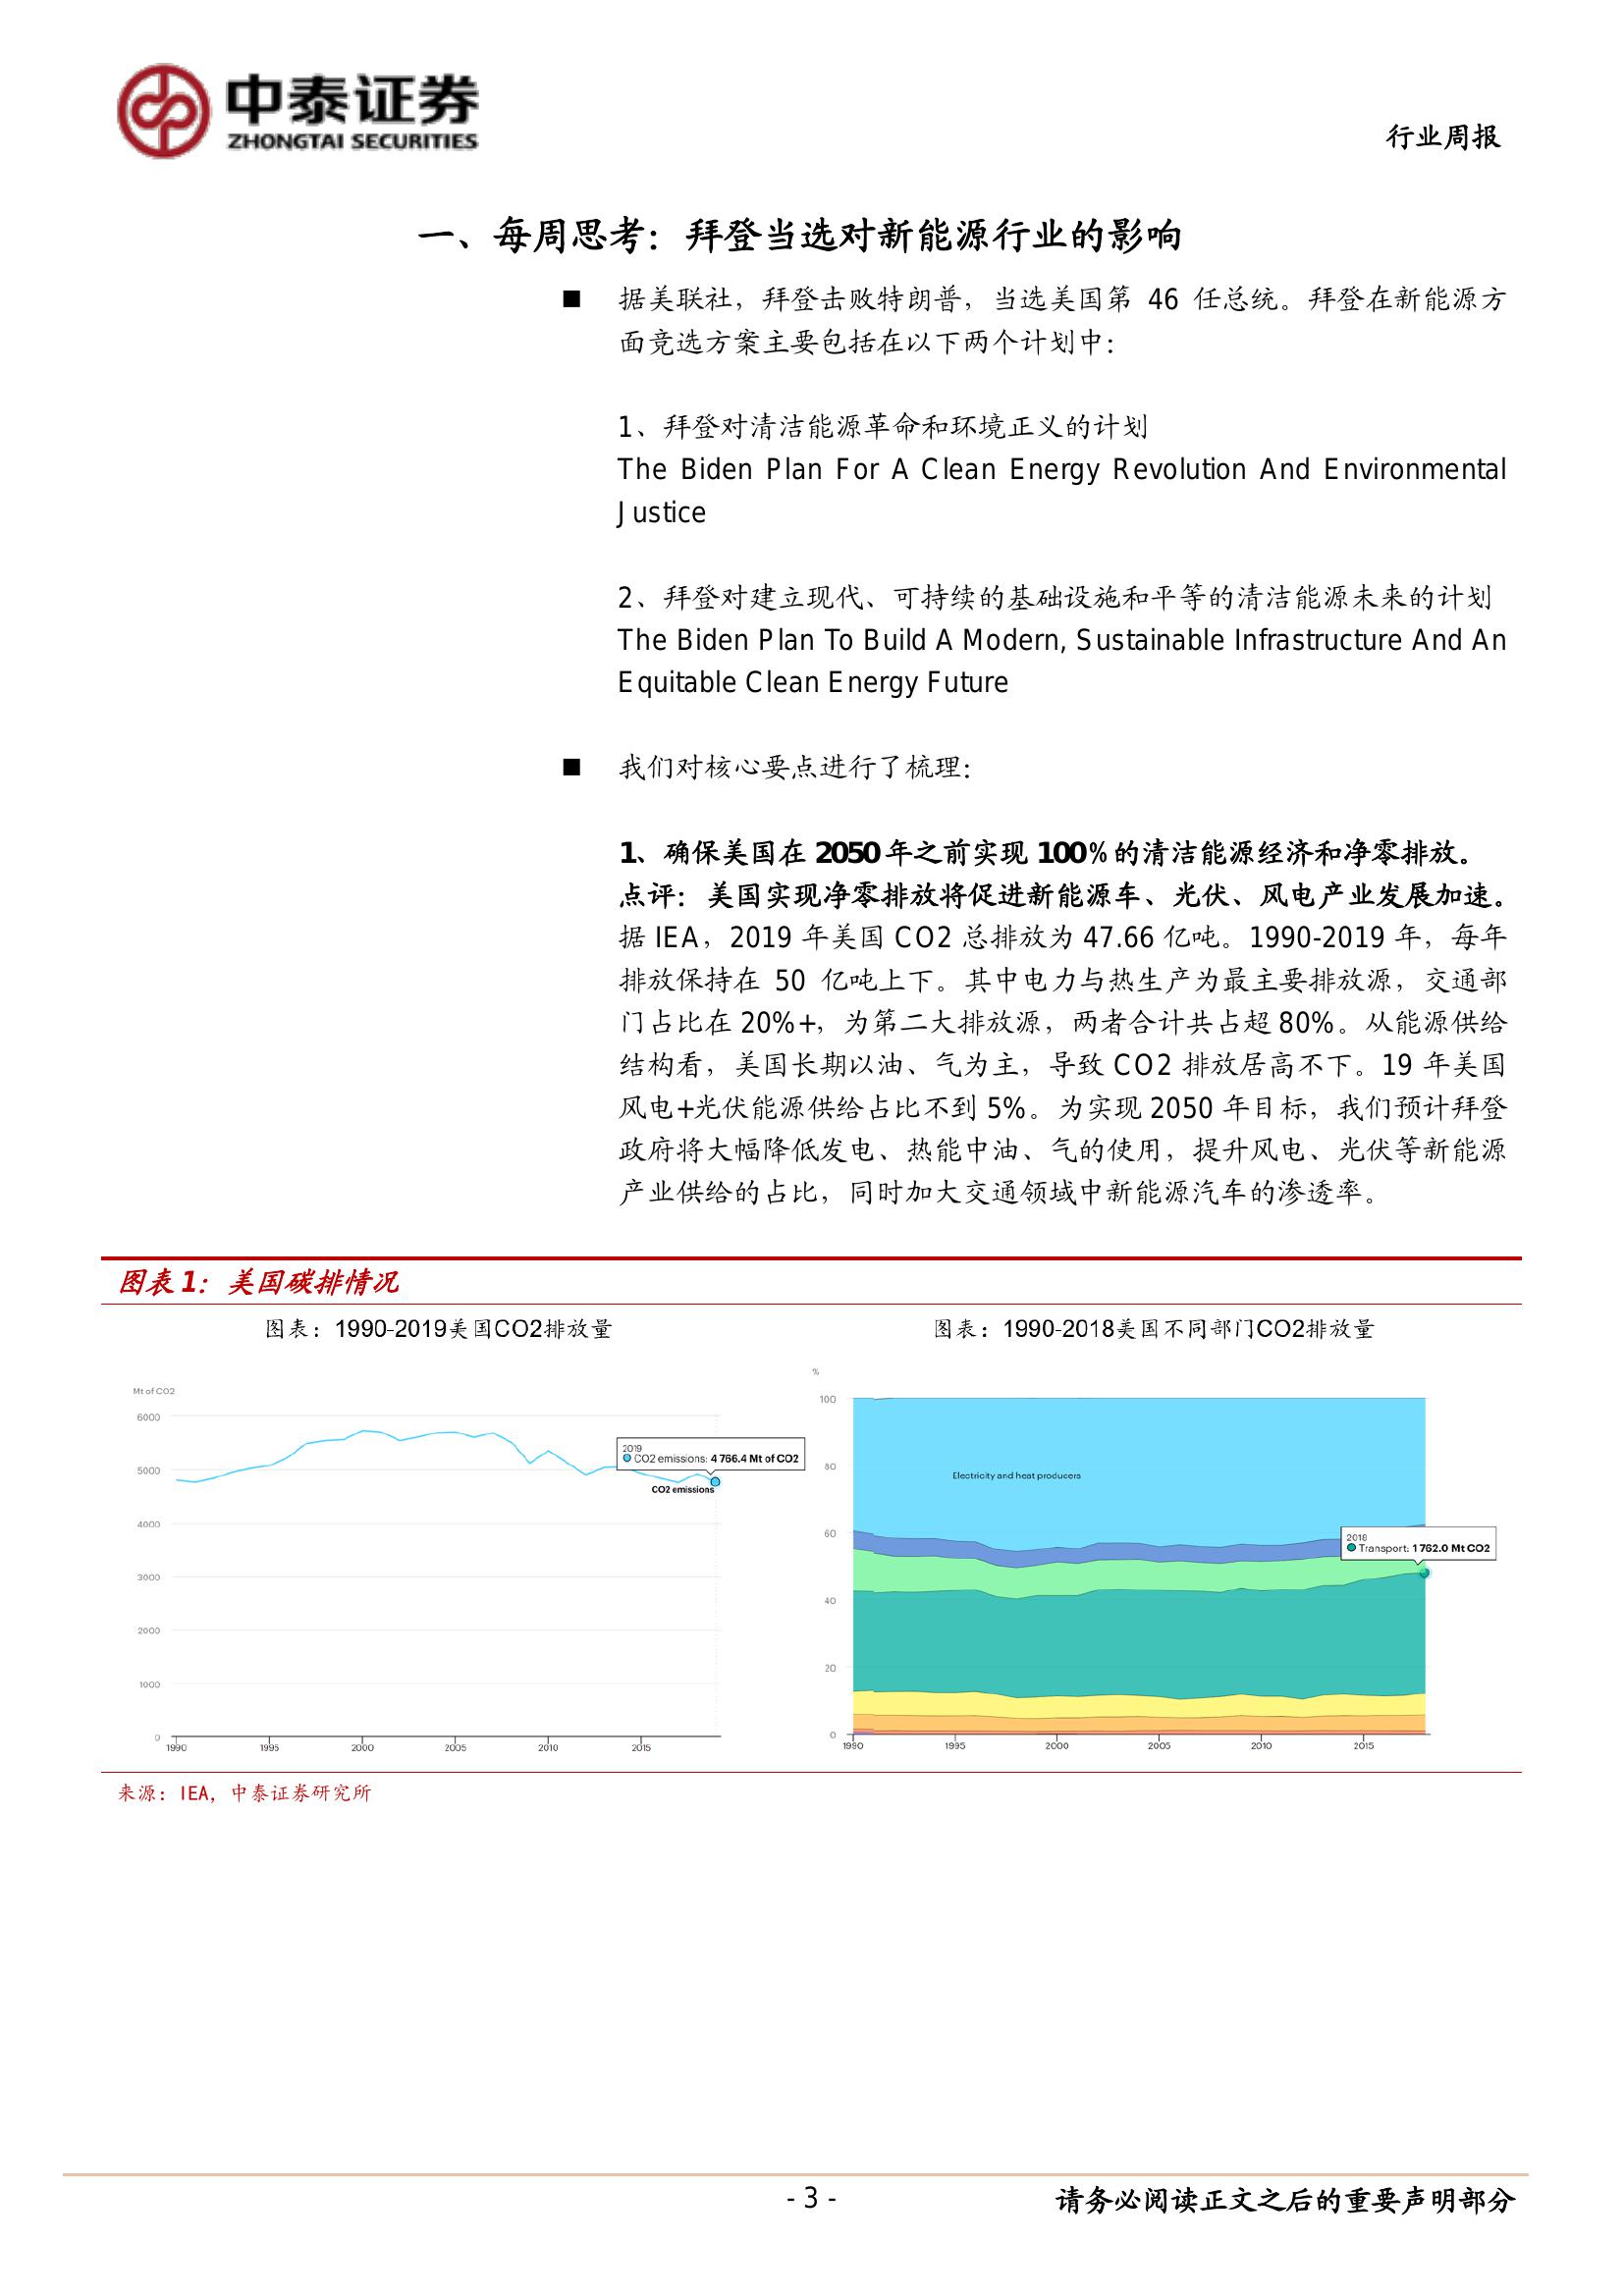 中泰证券
ZHONGTAI SECURITIES
行业周报
一、每周思考：拜登当选对新能源行业的影响
■ 据美联社，拜登击败特朗普，当选美国第 46 任总统。拜登在新能源方
面竞选方案主要包括在以下两个计划中：
1、拜登对清洁能源革命和环境正义的计划
The Biden Plan For A Clean Energy Revolution And Environmental
Justice
2、拜登对建立现代、可持续的基础设施和平等的清洁能源未来的计划
The Biden Plan To Build A Modern, Sustainable Infrastructure And An
Equitable Clean Energy Future
■ 我们对核心要点进行了梳理：
1、确保美国在 2050 年之前实现 100%的清洁能源经济和净零排放。
点评：美国实现净零排放将促进新能源车、光伏、风电产业发展加速。
据 IEA，2019 年美国 CO2 总排放为 47.66 亿吨。1990-2019 年，每年
排放保持在 50 亿吨上下。其中电力与热生产为最主要排放源，交通部
门占比在 20%+，为第二大排放源，两者合计共占超 80%。从能源供给
结构看，美国长期以油、气为主，导致 CO2 排放居高不下。19 年美国
风电+光伏能源供给占比不到 5%。为实现 2050 年目标，我们预计拜登
政府将大幅降低发电、热能中油、气的使用，提升风电、光伏等新能源
产业供给的占比，同时加大交通领域中新能源汽车的渗透率。
图表 1：美国碳排情况
图表：1990-2019美国CO2排放量
Mt of CO2
6000
5000
4000
3000
2000
1000
0
2019
CO2 emissions: 4 766.4 Mt of CO2
CO2 emissions
1990 1995 2000 2005 2010 2015
图表：1990-2018美国不同部门CO2排放量
%
100
80
60
40
20
0
Electricity and heat producers
2018
Transport: 1 762.0 Mt CO2
1990 1995 2000 2005 2010 2015
来源：IEA，中泰证券研究所
- 3 -
请务必阅读正文之后的重要声明部分